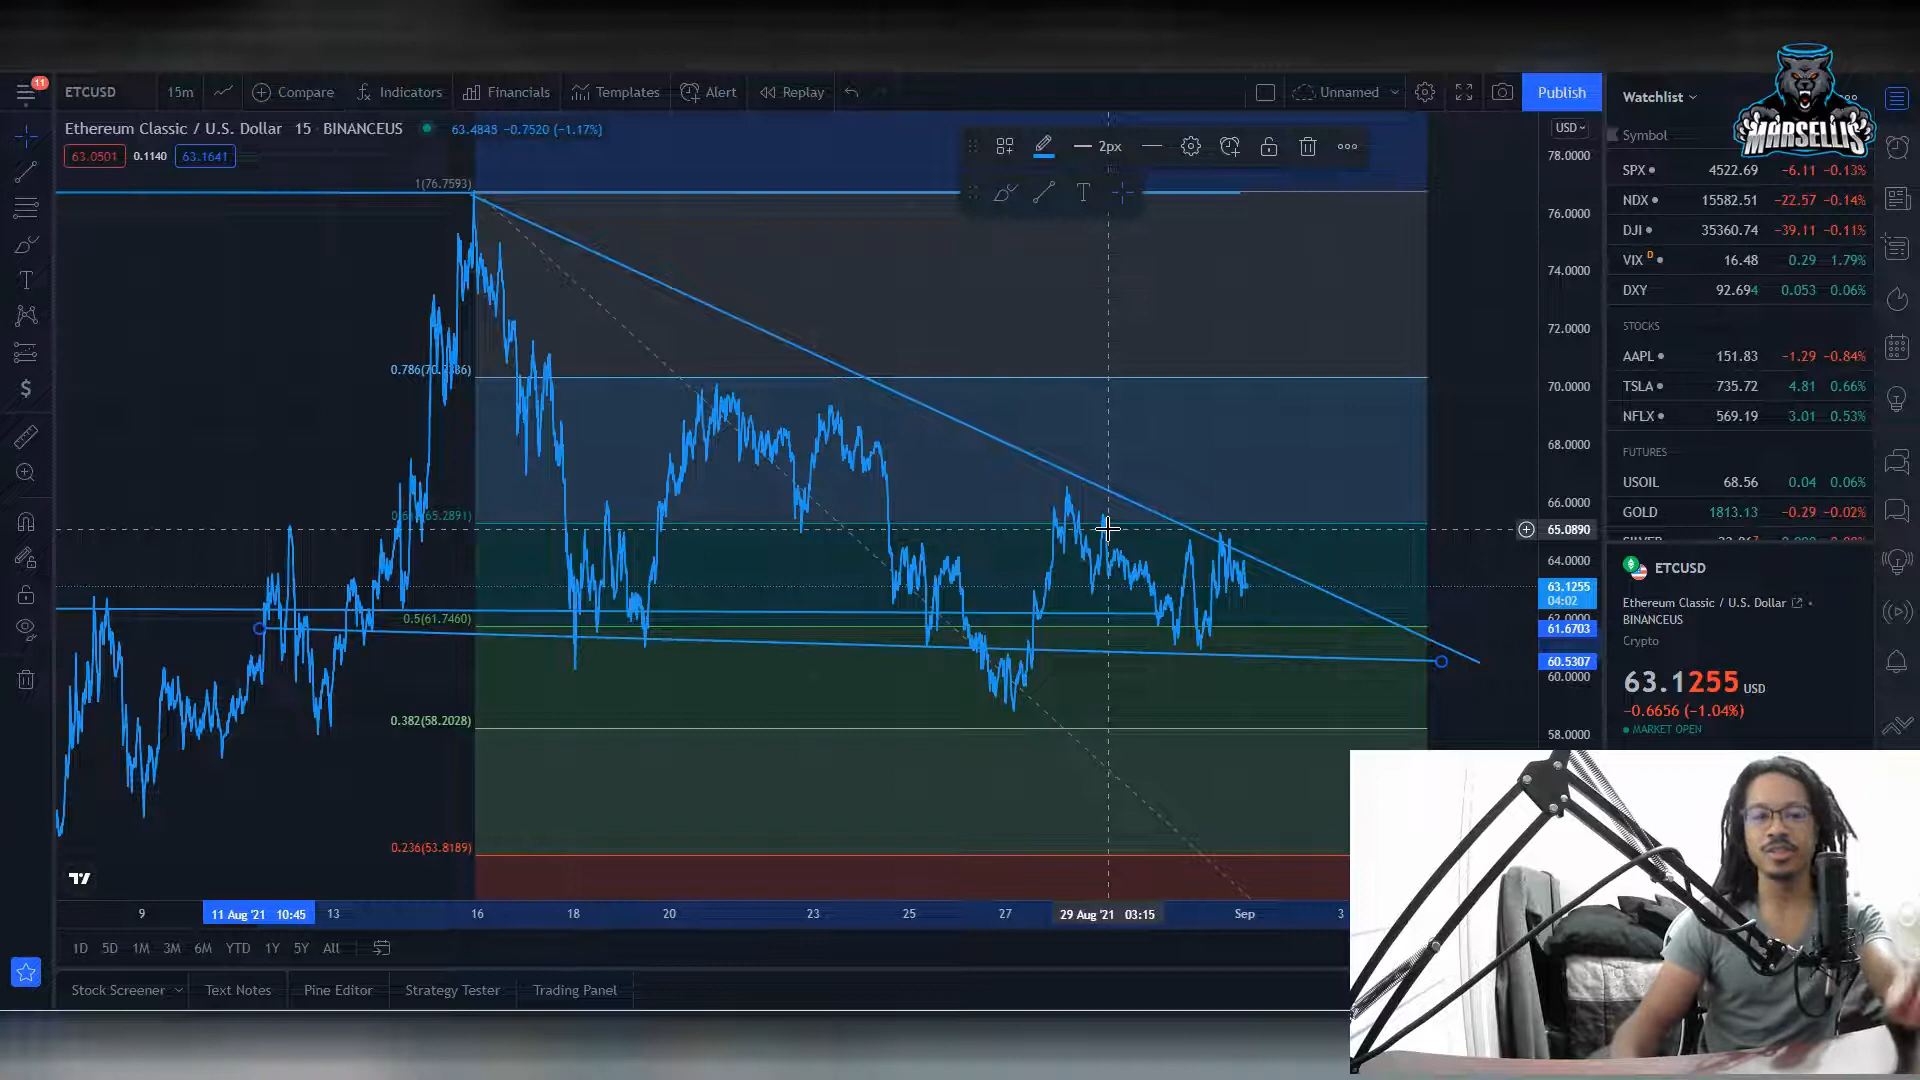 11
ETCUSD 15m Compare Indicators Financials Templates Alert Replay Unnamed Publish
Ethereum Classic / U.S. Dollar 15 BINANCEUS 63.4845 −0.7520 (−1.17%)
63.0501 0.1140 63.1641
2px
T
USD
78.0000
76.0000
74.0000
72.0000
70.0000
68.0000
66.0000
65.0890
64.0000
63.1255
04:02
62.0000
61.6703
60.5307
60.0000
58.0000
1(76.7593)
(65.2891)
0.5(61.7460)
0.382(58.2028)
0.236(53.8189)
9 11 Aug '21 10:45 13 16 18 20 23 25 27 29 Aug '21 03:15 Sep 3
1D 5D 1M 3M 6M YTD 1Y 5Y All
Stock Screener Text Notes Pine Editor Strategy Tester Trading Panel
Watchlist
MARSELLIS
Symbol
SPX 4522.69 −6.11 −0.13%
NDX 15582.51 −22.57 −0.14%
DJI 35360.74 −39.11 −0.11%
VIX D 16.48 0.29 1.79%
DXY 92.694 0.053 0.06%
STOCKS
AAPL 151.83 −1.29 −0.84%
TSLA 735.72 4.81 0.66%
NFLX 569.19 3.01 0.53%
FUTURES
USOIL 68.56 0.04 0.06%
GOLD 1813.13 −0.29 −0.02%
ETCUSD
Ethereum Classic / U.S. Dollar
BINANCEUS
Crypto
63.1255 USD
−0.6656 (−1.04%)
MARKET OPEN